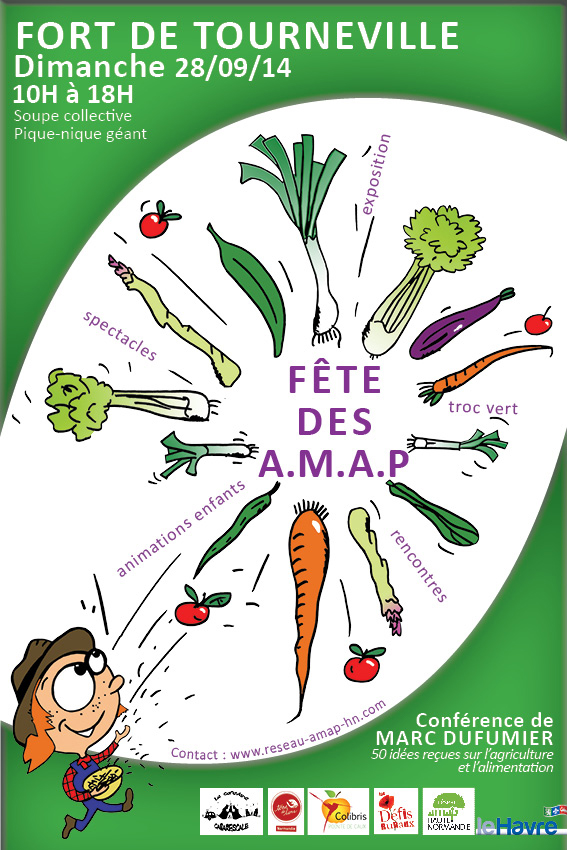 FORT DE TOURNEVILLE
Dimanche 28/09/14
10H à 18H
Soupe collective
Pique-nique géant
exposition
spectacles
FÊTE
DES
A.M.A.P
troc vert
animations enfants
rencontres
Contact : www.reseau-amap-hn.com
Conférence de
MARC DUFUMIER
50 idées reçues sur l'agriculture
et l'alimentation
Colibris
les Défis
Ruraux
HAUTE
NORMANDIE
leHavre